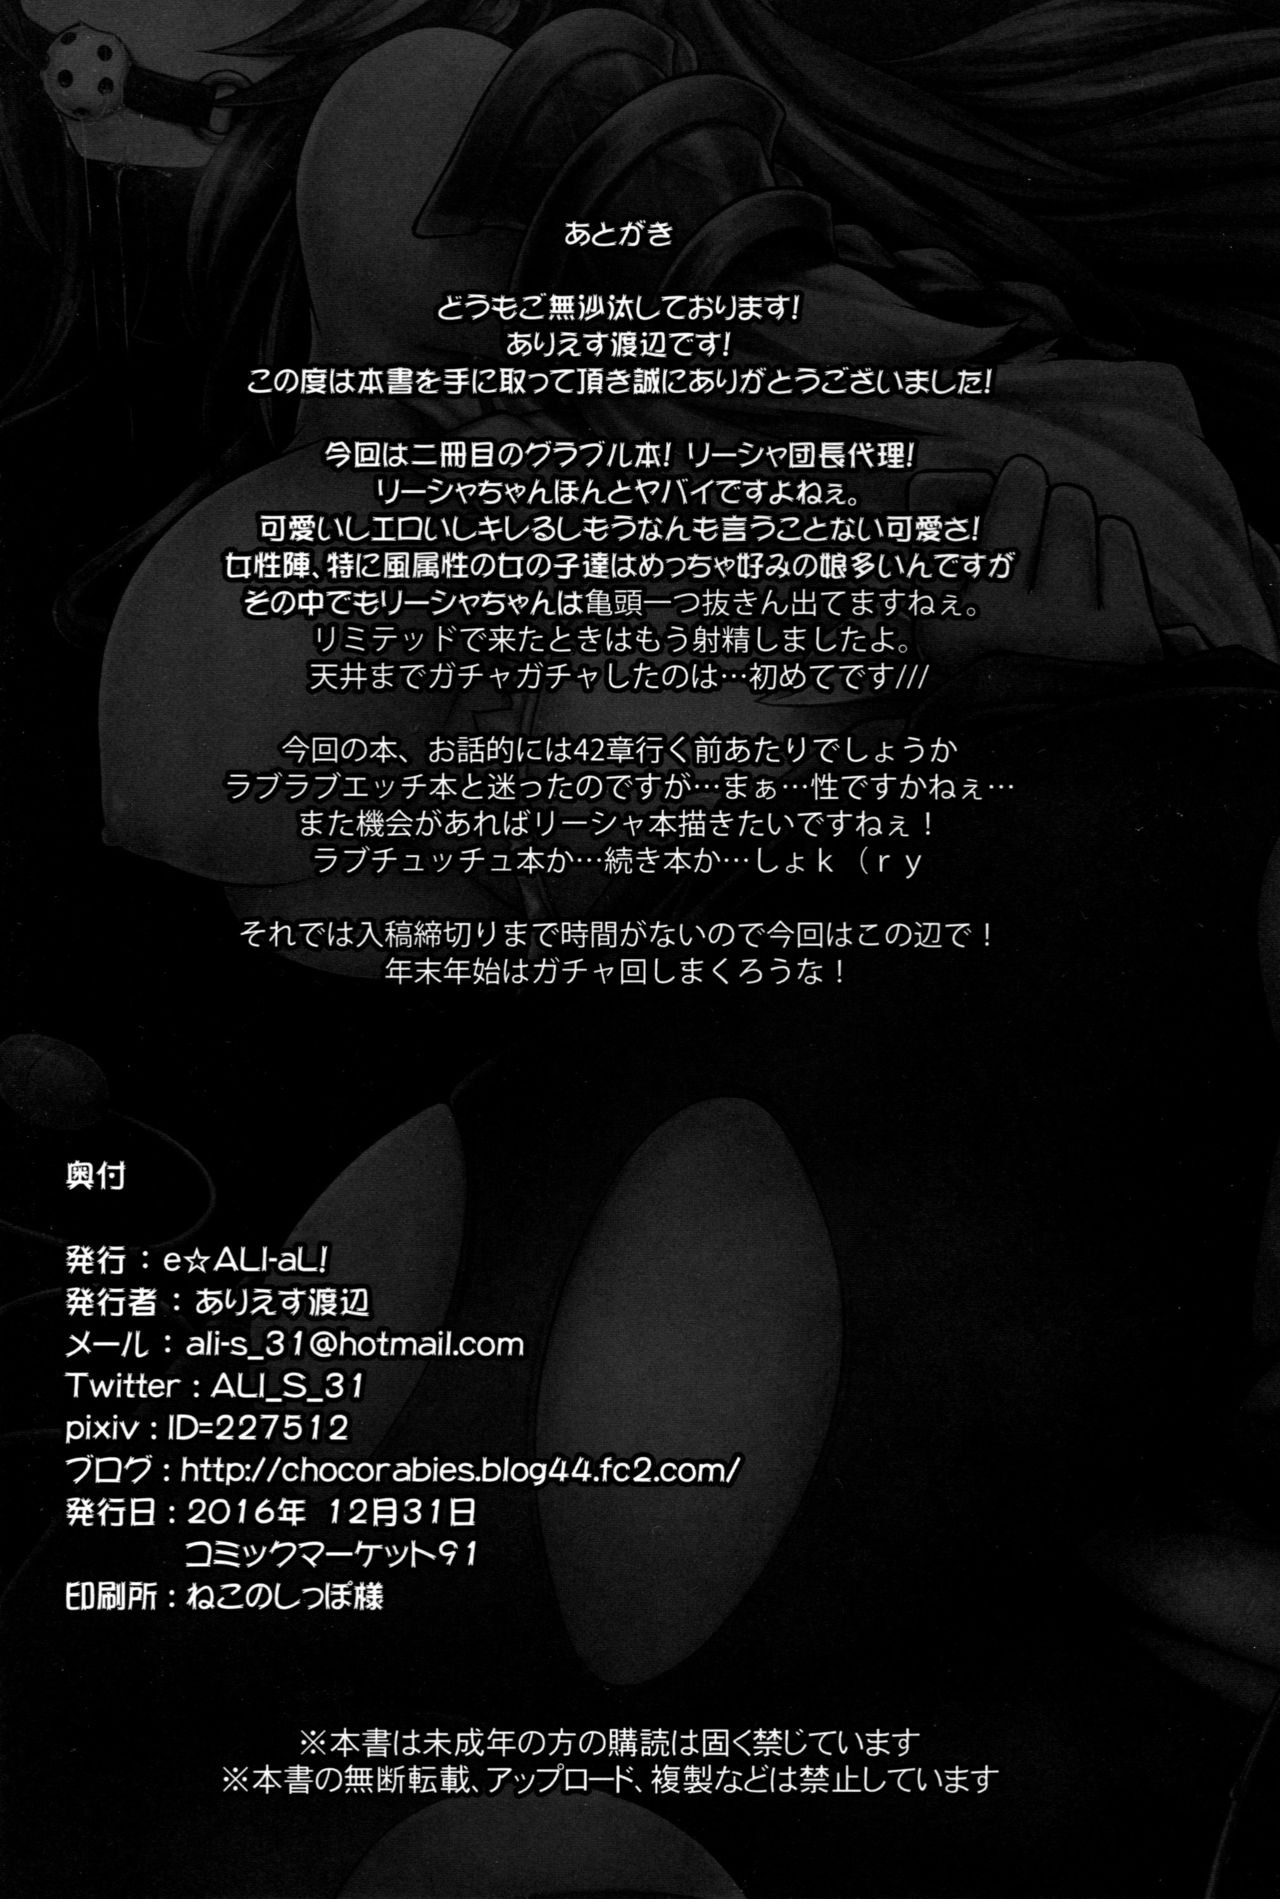 あとがき
どうもご無沙汰しております!
ありえす渡辺です!
この度は本書を手に取って頂き誠にありがとうございました!
今回は二冊目のグラブル本! リーシャ団長代理!
リーシャちゃんほんとヤバイですよねぇ。
可愛いしエロいしキレるしもうなんも言うことない可愛さ!
女性陣、特に風属性の女の子達はめっちゃ好みの娘多いんですが
その中でもリーシャちゃんは亀頭一つ抜きん出てますねぇ。
リミテッドで来たときはもう射精しましたよ。
天井までガチャガチャしたのは…初めてです///
今回の本、お話的には42章行く前あたりでしょうか
ラブラブエッチ本と迷ったのですが…まぁ…性ですかねぇ…
また機会があればリーシャ本描きたいですねぇ！
ラブチュッチュ本か…続き本か…しょｋ（ｒｙ
それでは入稿締切りまで時間がないので今回はこの辺で！
年末年始はガチャ回しまくろうな！
奥付
発行：e☆ALI-aL!
発行者：ありえす渡辺
メール：ali-s_31@hotmail.com
Twitter : ALI_S_31
pixiv : ID=227512
ブログ : http://chocorabies.blog44.fc2.com/
発行日 : 2016年 12月31日
コミックマーケット91
印刷所 : ねこのしっぽ様
※本書は未成年の方の購読は固く禁じています
※本書の無断転載、アップロード、複製などは禁止しています